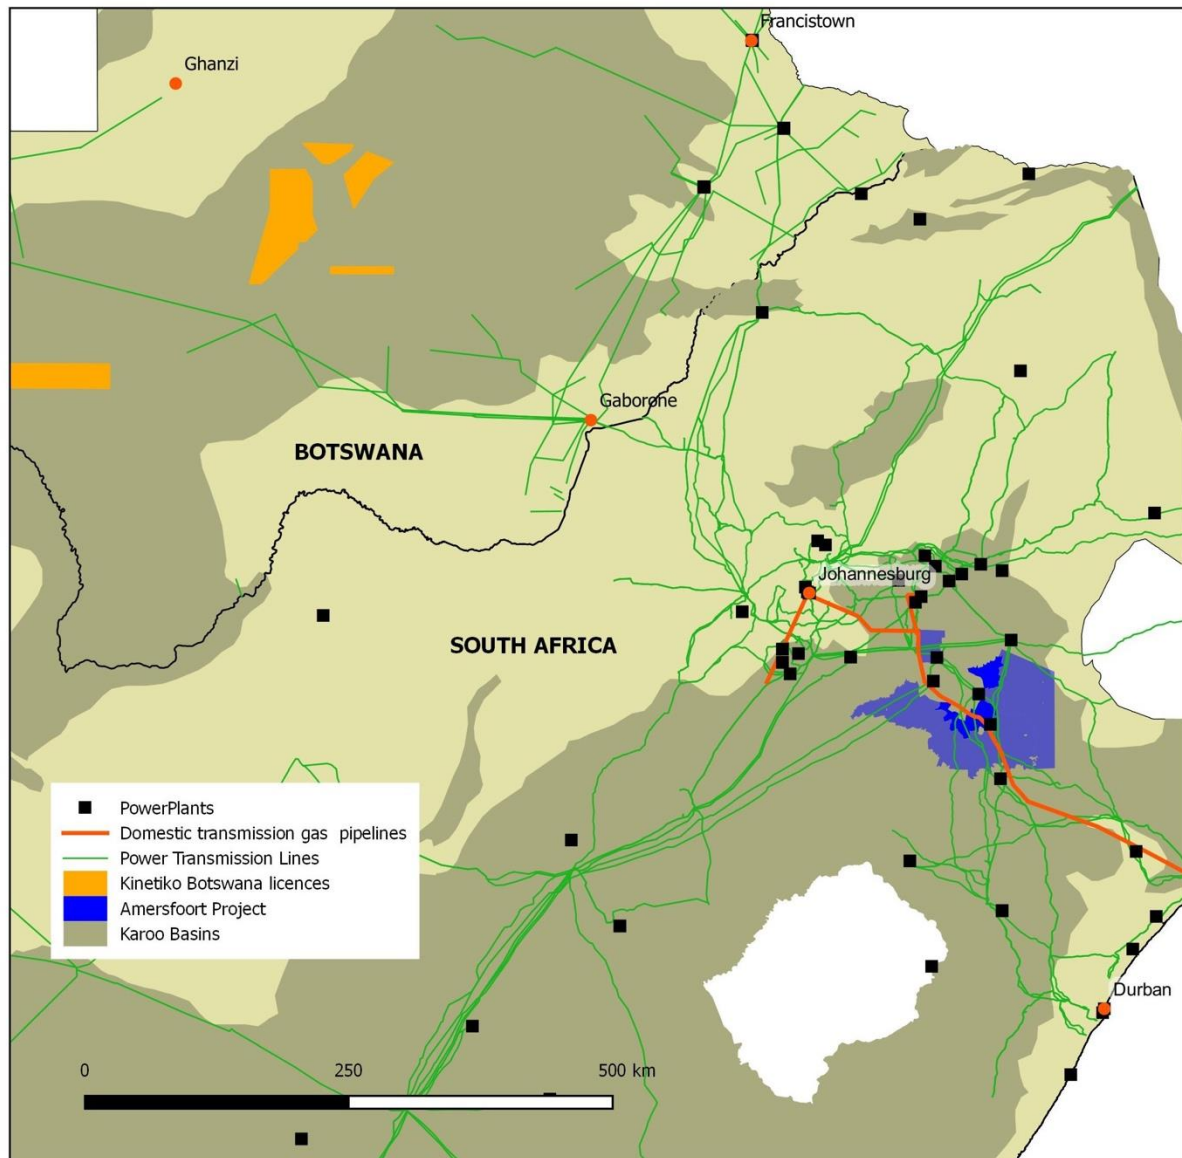 Francistown
Ghanzi
Gaborone
BOTSWANA
Johannesburg
SOUTH AFRICA
PowerPlants
Domestic transmission gas pipelines
Power Transmission Lines
Kinetiko Botswana licences
Amersfoort Project
Karoo Basins
Durban
0 250 500 km